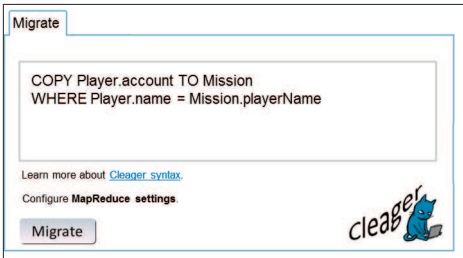 Migrate
COPY Player.account TO Mission
WHERE Player.name = Mission.playerName
Learn more about Cleager syntax.
Configure MapReduce settings.
Migrate
cleager